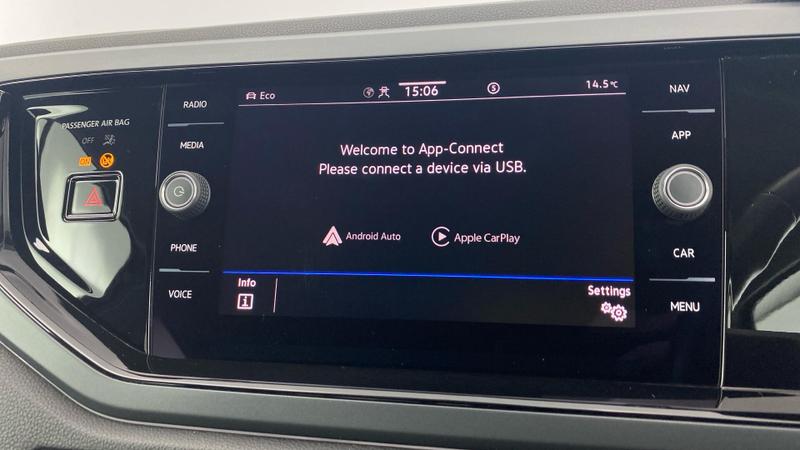 PASSENGER AIR BAG
OFF
ON
RADIO
MEDIA
PHONE
VOICE
Eco
15:06
14.5°C
Welcome to App-Connect
Please connect a device via USB.
Android Auto
Apple CarPlay
Info
Settings
NAV
APP
CAR
MENU